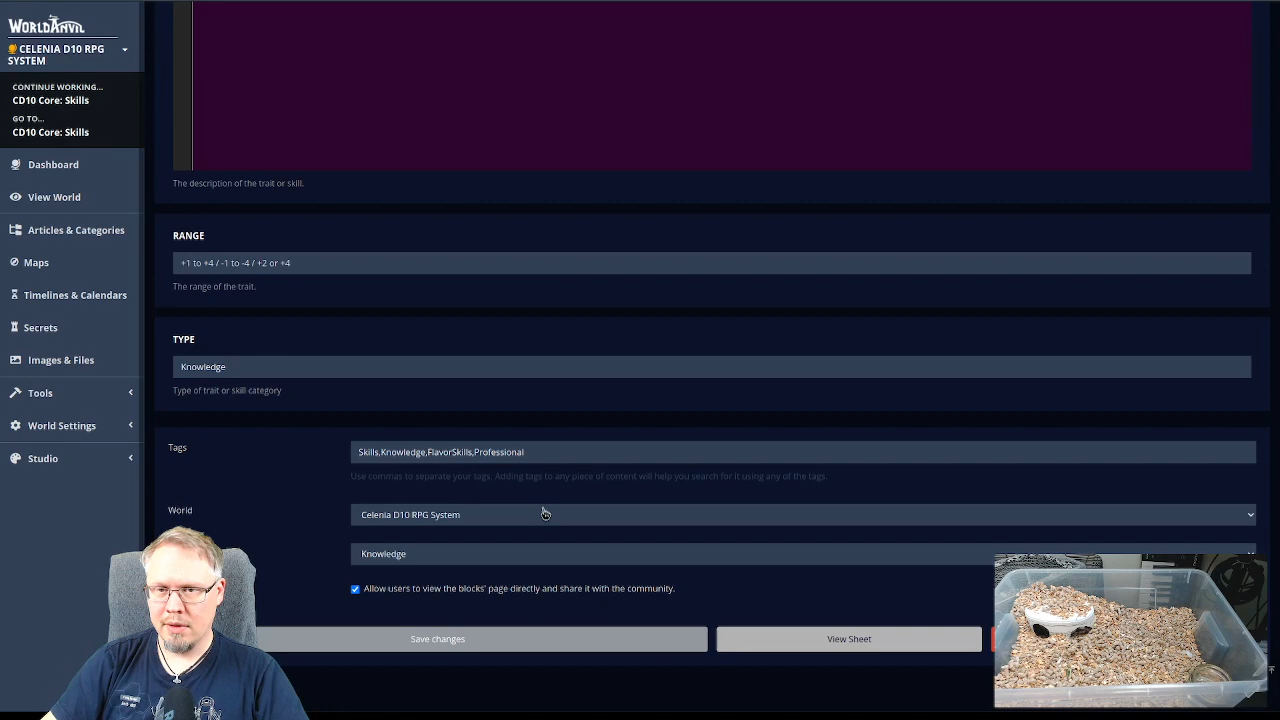 WORLDANVIL
CELENIA D10 RPG
SYSTEM
CONTINUE WORKING...
CD10 Core: Skills
GO TO...
CD10 Core: Skills
Dashboard
View World
Articles & Categories
Maps
Timelines & Calendars
Secrets
Images & Files
Tools
World Settings
Studio
The description of the trait or skill.
RANGE
+1 to +4 / -1 to -4 / +2 or +4
The range of the trait.
TYPE
Knowledge
Type of trait or skill category
Tags
Skills,Knowledge,FlavorSkills,Professional
Use commas to separate your tags. Adding tags to any piece of content will help you search for it using any of the tags.
World
Celenia D10 RPG System
Knowledge
Allow users to view the blocks' page directly and share it with the community.
Save changes
View Sheet